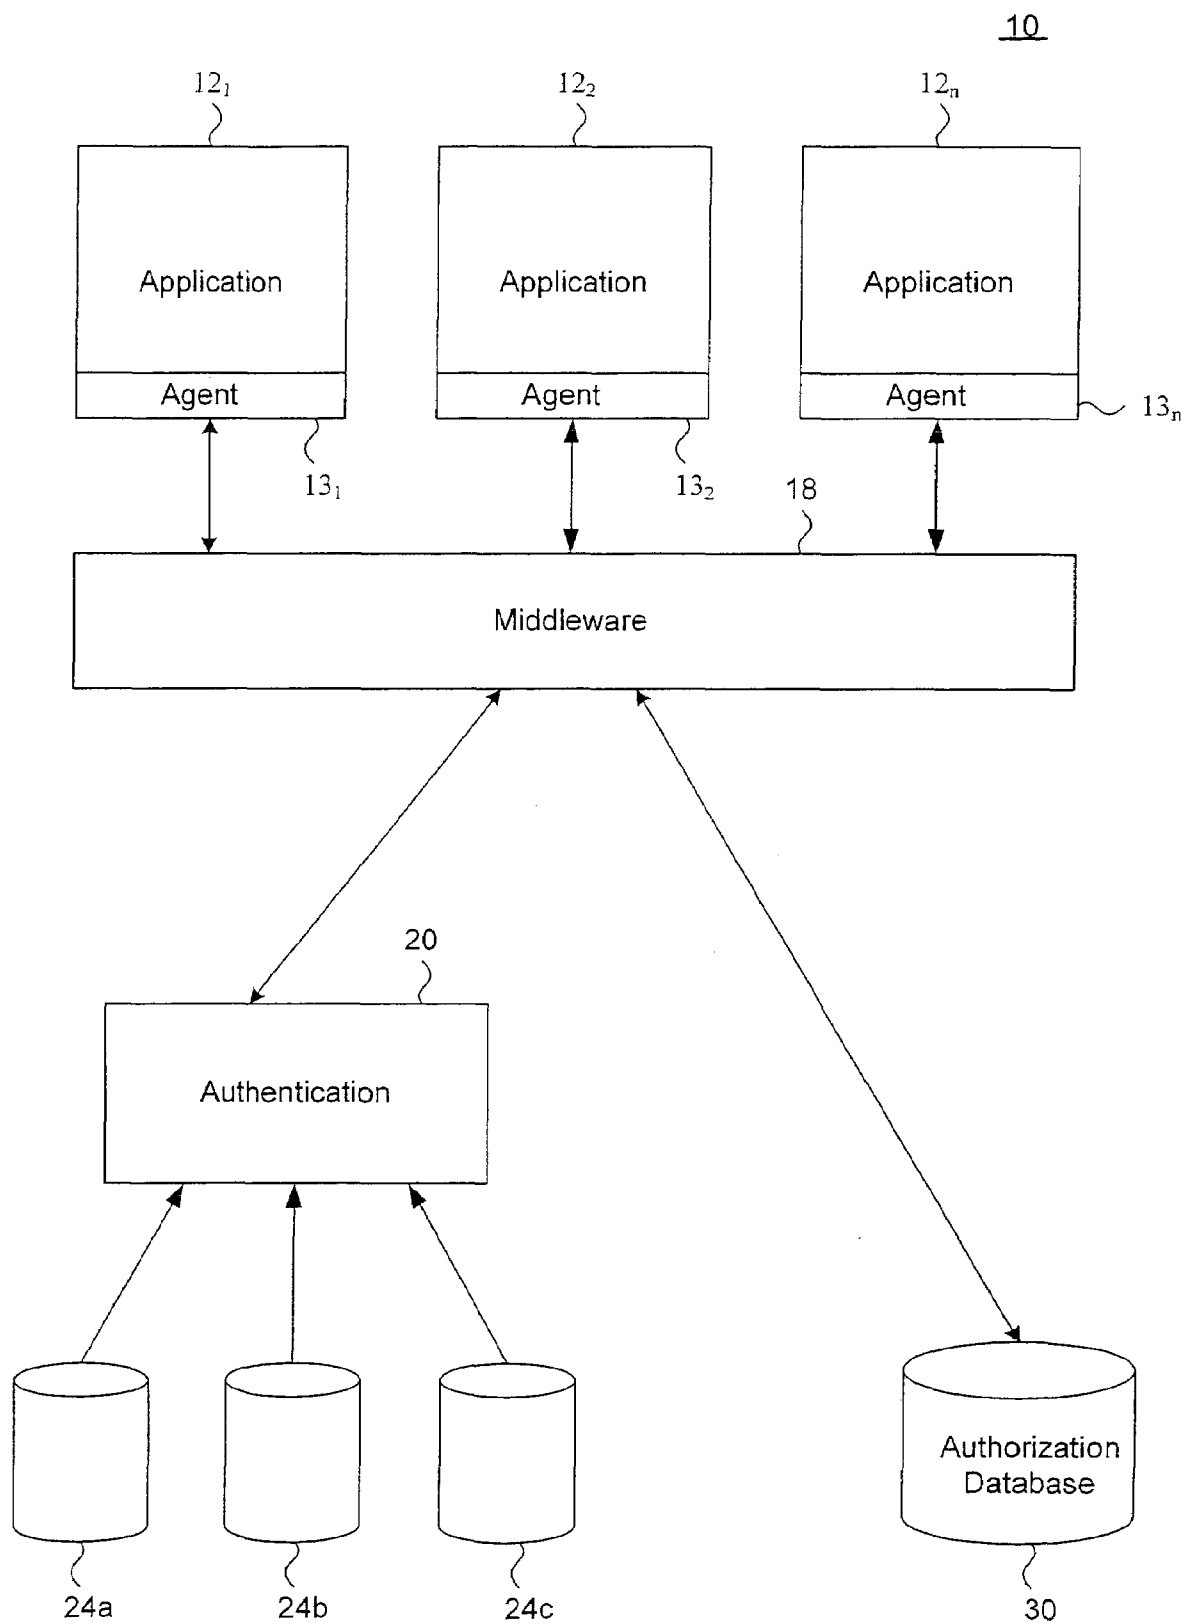 10
12₁ 12₂ 12ₙ
Application Application Application
Agent Agent Agent
13ₙ
13₁ 13₂ 18
Middleware
20
Authentication
Authorization
Database
24a 24b 24c 30